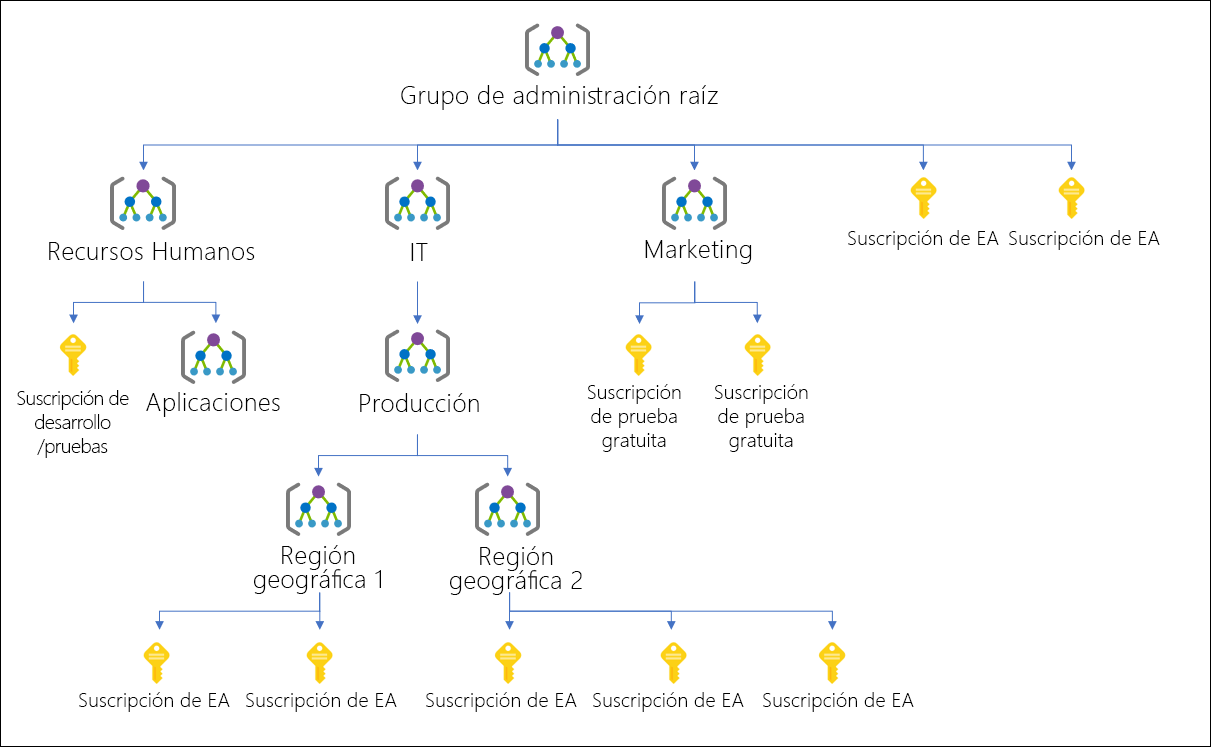 Grupo de administración raíz
Recursos Humanos
IT
Marketing
Suscripción de EA
Suscripción de EA
Suscripción de
desarrollo
/pruebas
Aplicaciones
Producción
Suscripción
de prueba
gratuita
Suscripción
de prueba
gratuita
Región
geográfica 1
Región
geográfica 2
Suscripción de EA
Suscripción de EA
Suscripción de EA
Suscripción de EA
Suscripción de EA